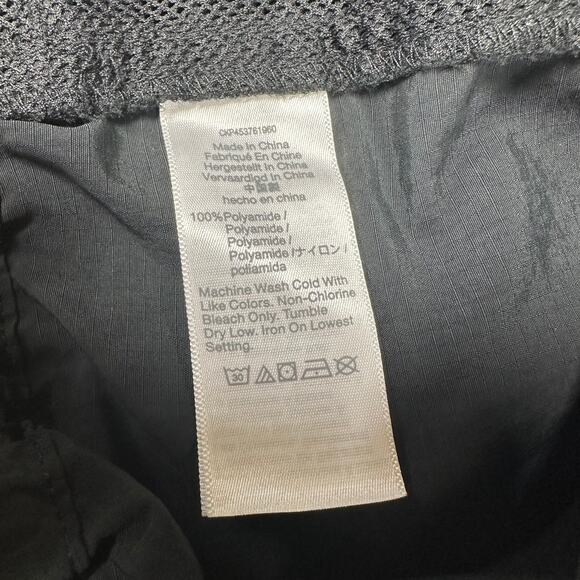 CKP453761960
Made In China
Fabriqué En Chine
Hergestellt In China
Vervaardigd In China
中国製
hecho en china
100%Polyamide /
Polyamide /
Polyamide /
Polyamide /ナイロン /
poliamida
Machine Wash Cold With
Like Colors. Non-Chlorine
Bleach Only. Tumble
Dry Low. Iron On Lowest
Setting.
30